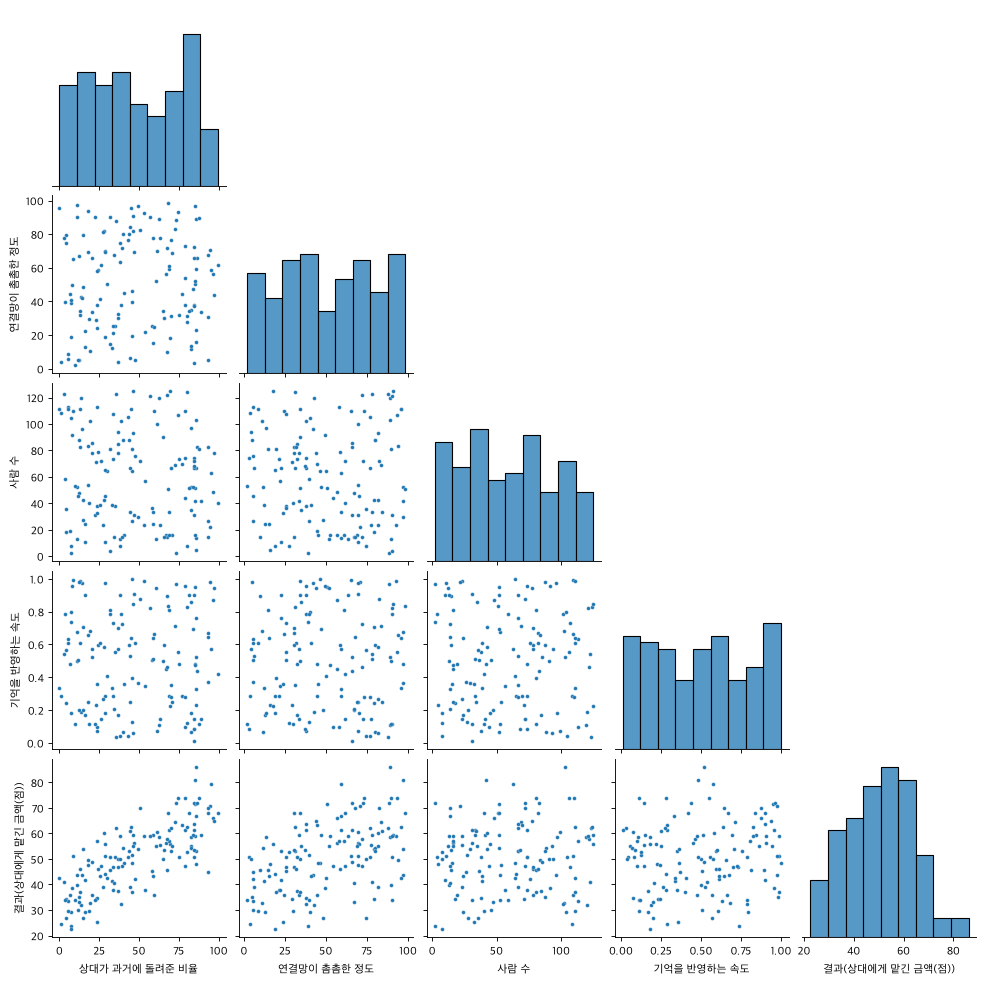 100
80
60
40
20
0
연결망이 촘촘한 정도
120
100
80
60
40
20
0
사람 수
1.0
0.8
0.6
0.4
0.2
0.0
기억을 반영하는 속도
80
70
60
50
40
30
20
결과(상대에게 맡긴 금액(점))
0 25 50 75 100
상대가 과거에 돌려준 비율
0 25 50 75 100
연결망이 촘촘한 정도
0 50 100
사람 수
0.00 0.25 0.50 0.75 1.00
기억을 반영하는 속도
20 40 60 80
결과(상대에게 맡긴 금액(점))